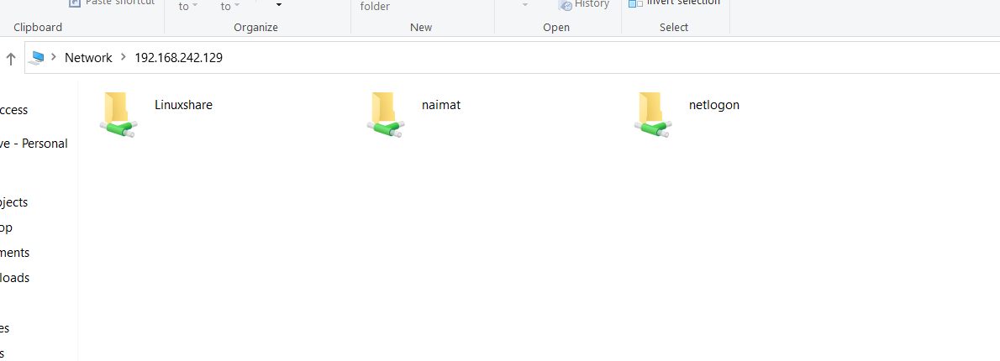 Paste shortcut
to
to
folder
History
Invert selection
Clipboard
Organize
New
Open
Select
Network
192.168.242.129
Linuxshare
naimat
netlogon
ccess
ve - Personal
jects
op
ments
loads
es
s